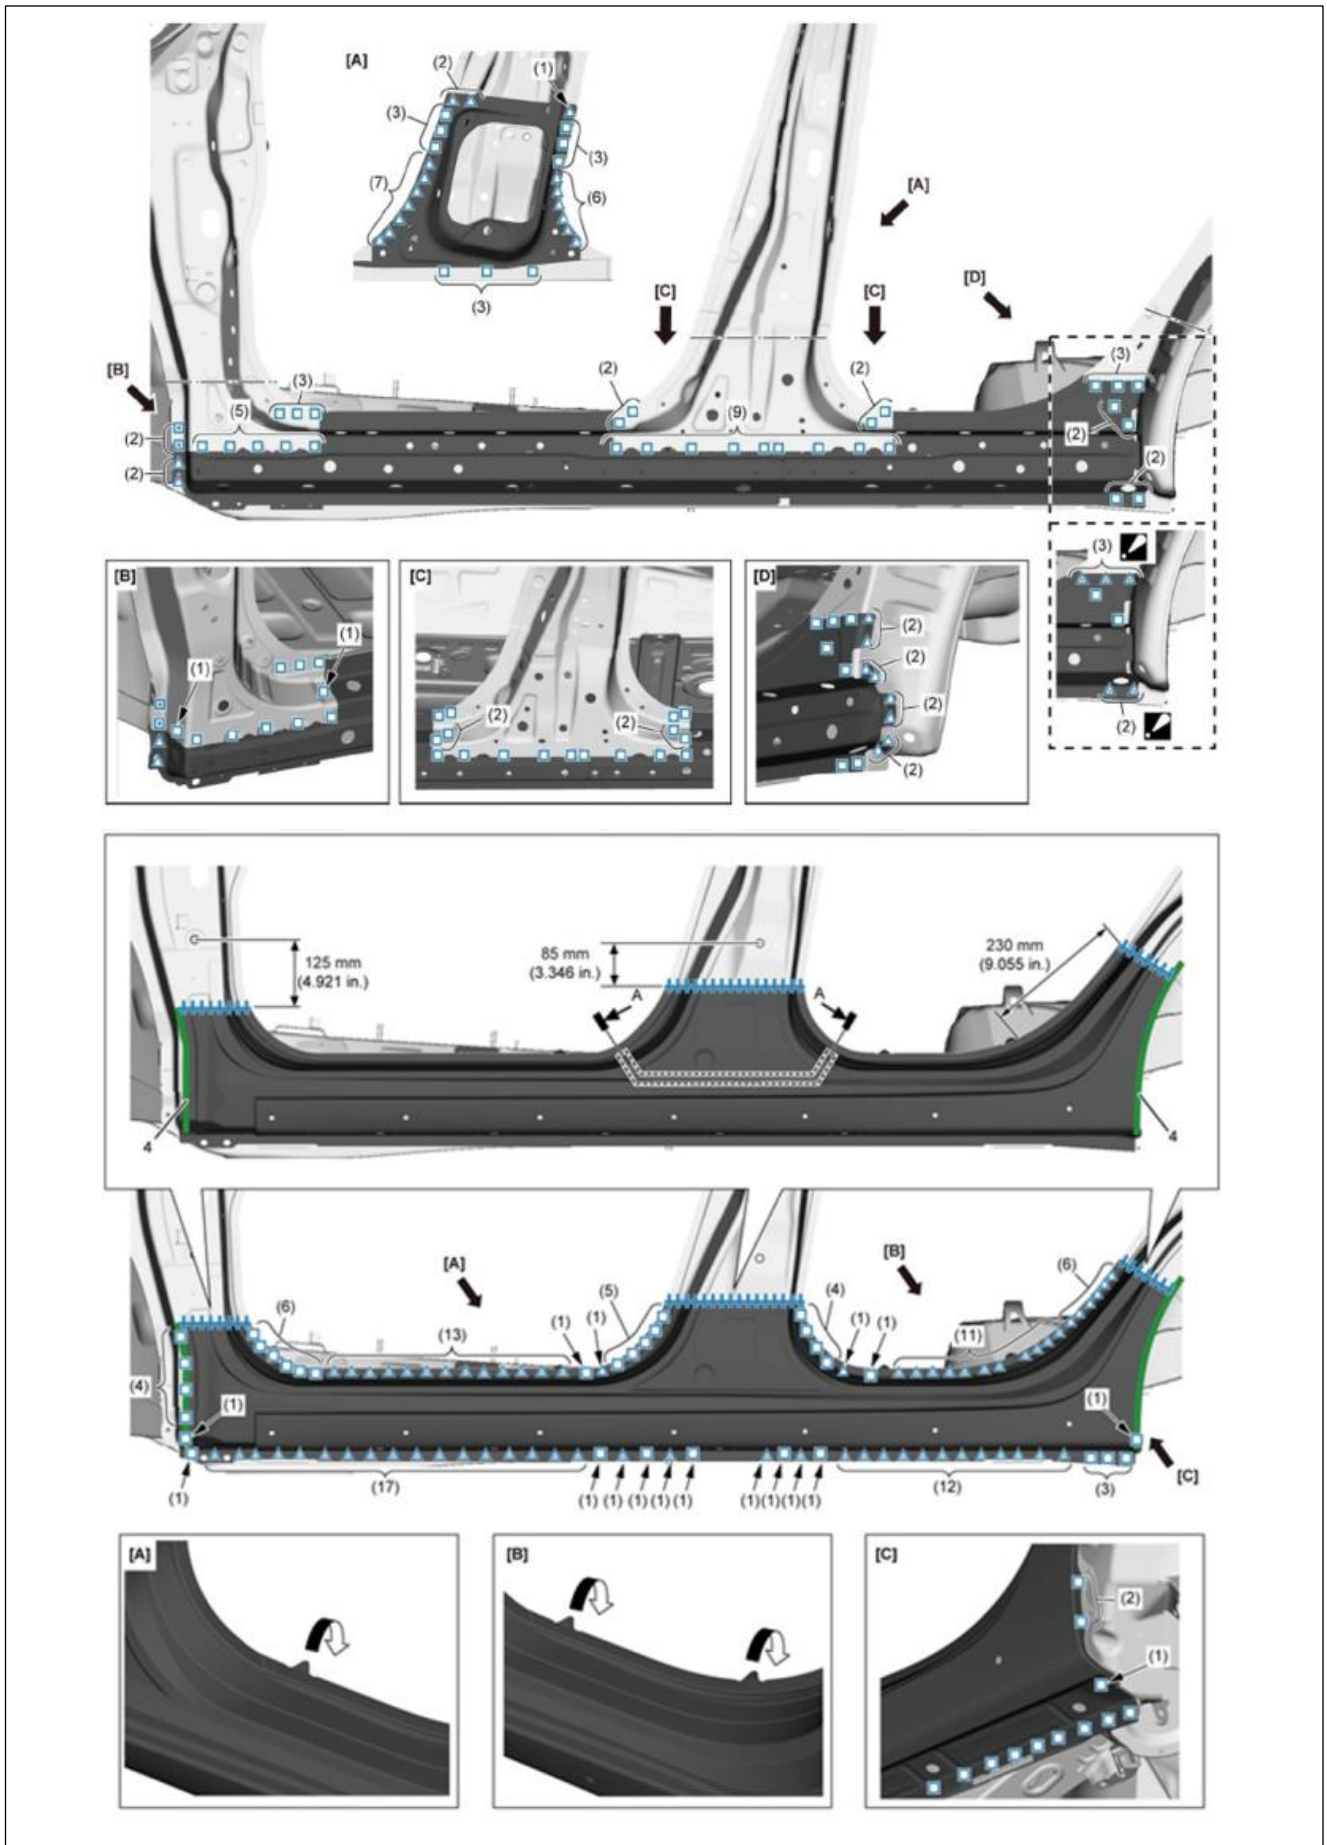 [A]
(2)
(1)
(3)
(3)
(7)
(6)
(3)
[A]
[D]
[C]
[C]
[B]
(3)
(2)
(2)
(3)
(5)
(9)
(2)
(2)
(2)
(2)
(3)
(2)
[B]
(1)
(1)
[C]
(2)
(2)
[D]
(2)
(2)
(2)
(2)
125 mm
(4.921 in.)
85 mm
(3.346 in.)
230 mm
(9.055 in.)
A
A
4
4
[A]
[B]
(6)
(5)
(4)
(6)
(13)
(1)
(1)
(1)
(1)
(11)
(4)
(1)
(1)
(1)
(17)
(1)
(1)
(1)
(1)
(1)
(1)
(1)
(1)
(1)
(12)
(3)
[C]
[A]
[B]
[C]
(2)
(1)